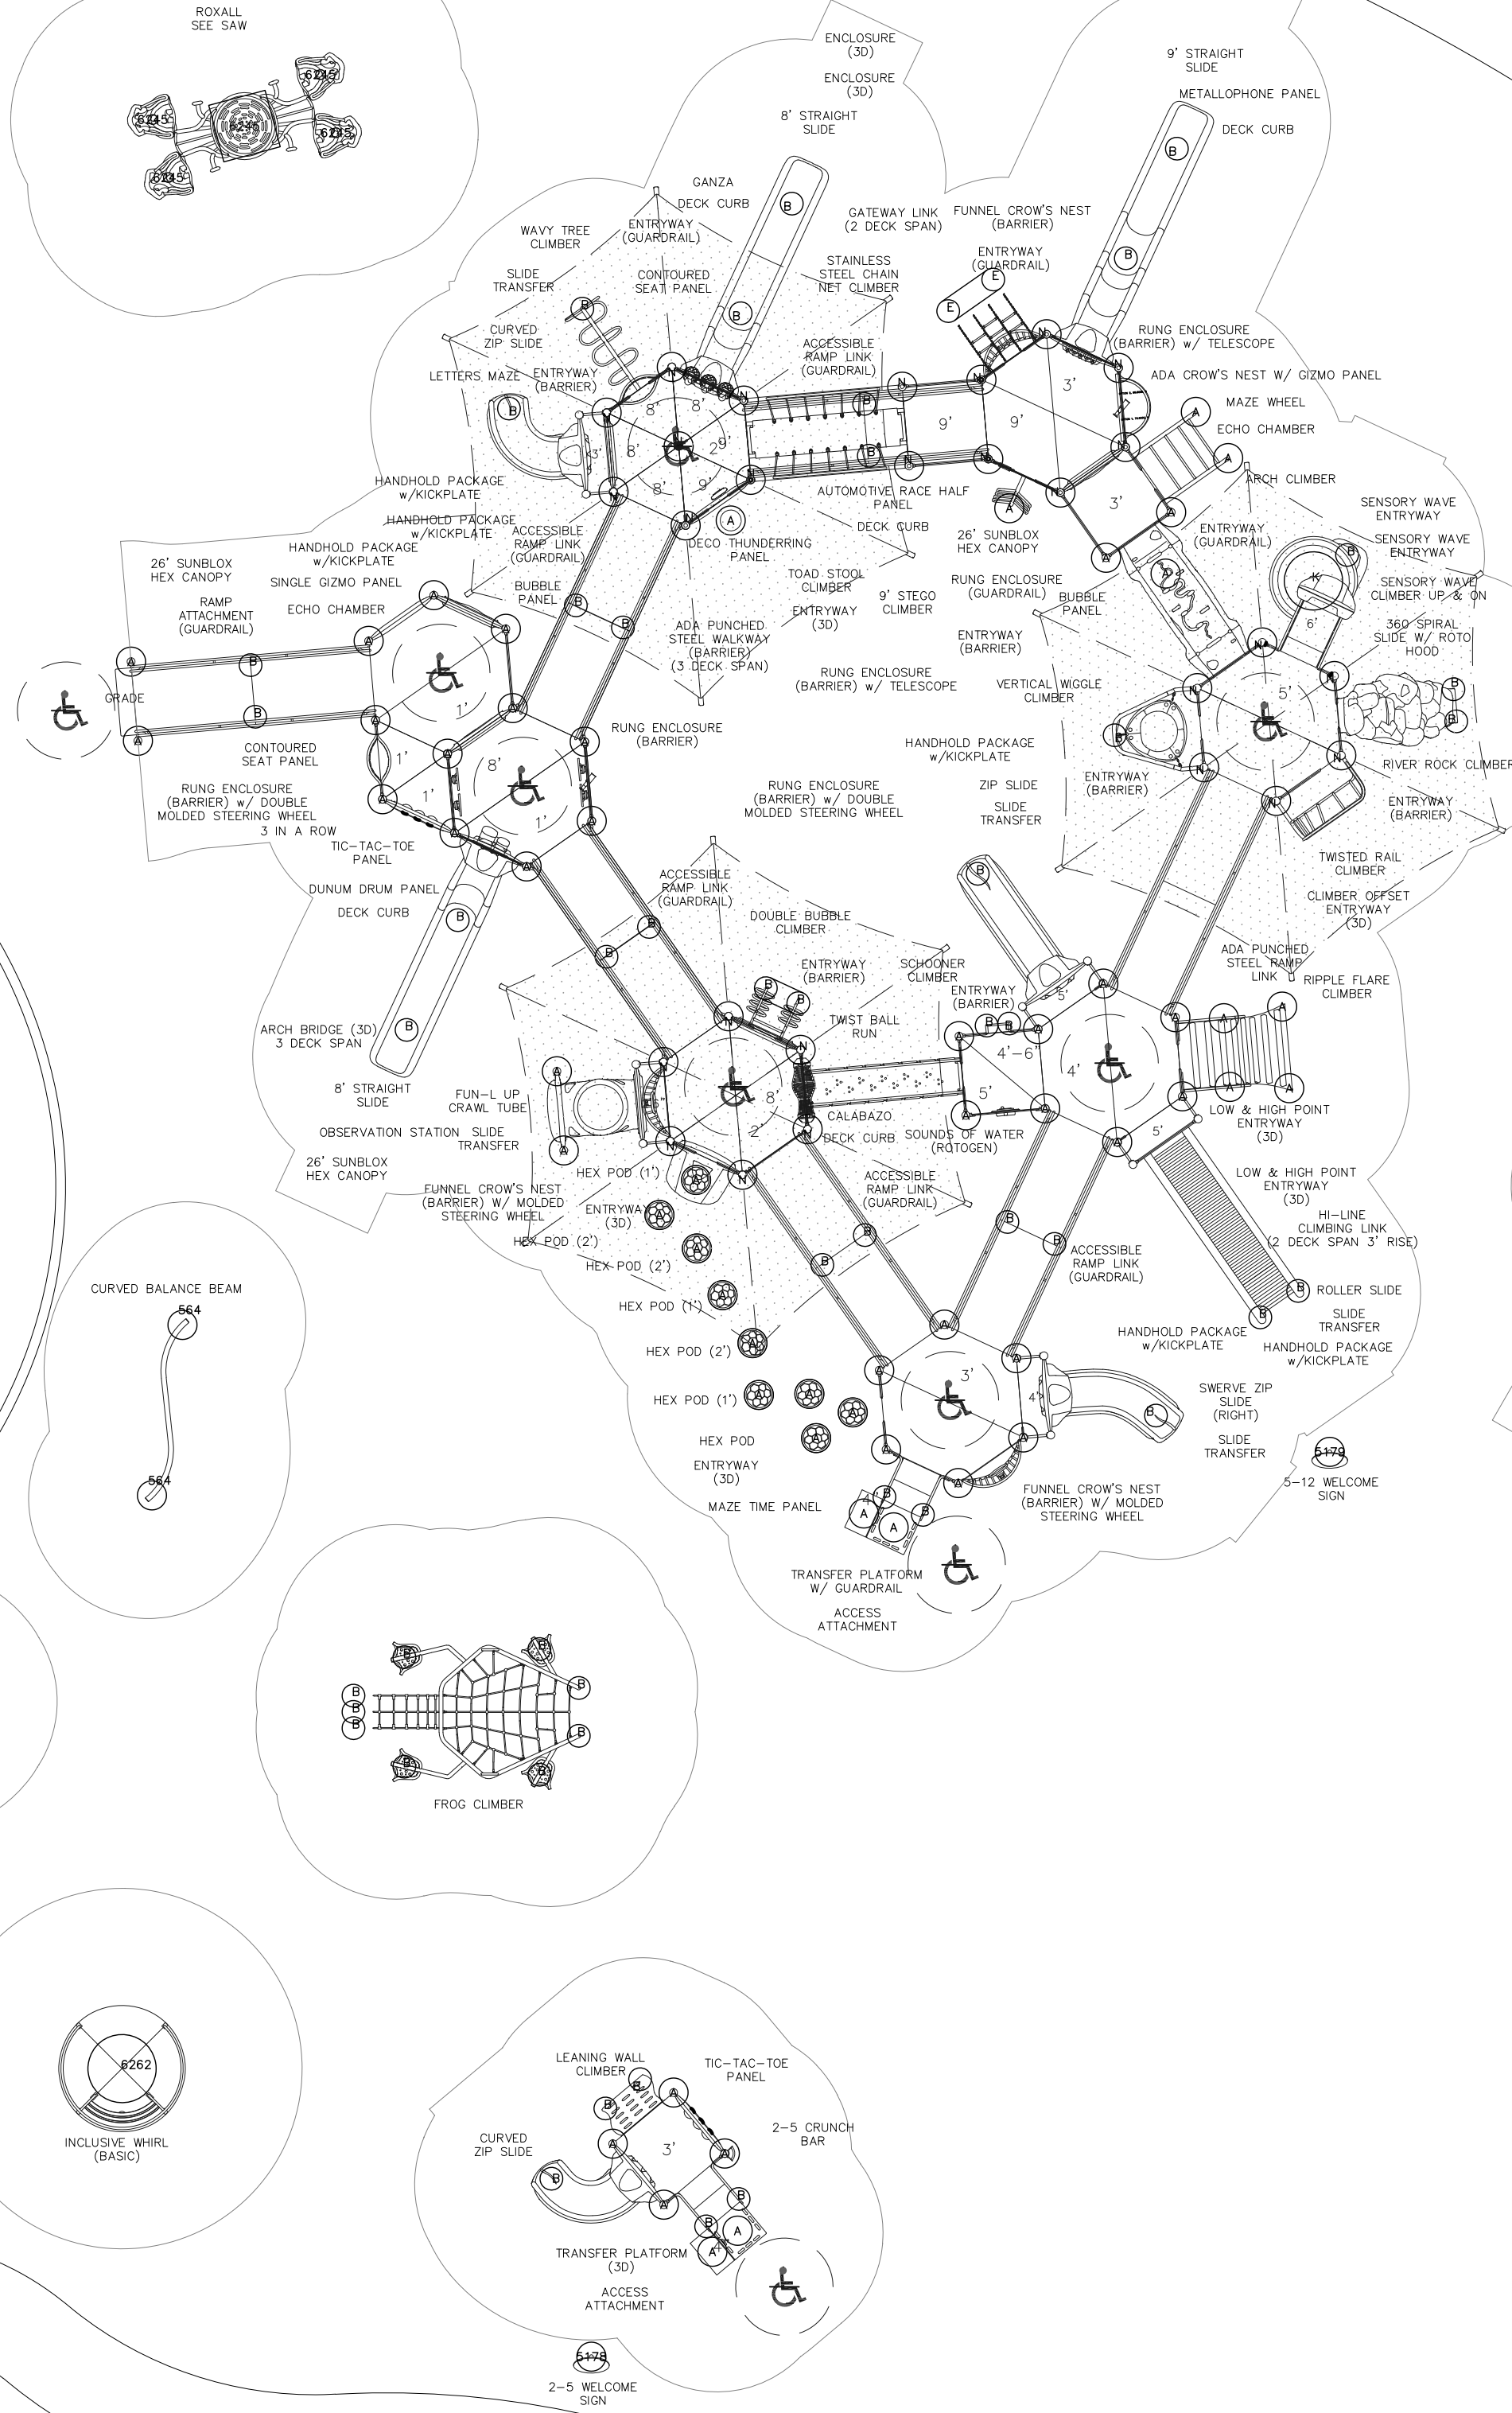 ROXALL
SEE SAW
6245
6245
6245
6245
6245
ENCLOSURE
(3D)
ENCLOSURE
(3D)
8' STRAIGHT
SLIDE
9' STRAIGHT
SLIDE
METALLOPHONE PANEL
DECK CURB
GANZA
DECK CURB
ENTRYWAY
(GUARDRAIL)
WAVY TREE
CLIMBER
GATEWAY LINK
(2 DECK SPAN)
FUNNEL CROW'S NEST
(BARRIER)
ENTRYWAY
(GUARDRAIL)
SLIDE
TRANSFER
CONTOURED
SEAT PANEL
STAINLESS
STEEL CHAIN
NET CLIMBER
CURVED
ZIP SLIDE
ACCESSIBLE
RAMP LINK
(GUARDRAIL)
RUNG ENCLOSURE
(BARRIER) w/ TELESCOPE
LETTERS MAZE
ENTRYWAY
(BARRIER)
ADA CROW'S NEST W/ GIZMO PANEL
MAZE WHEEL
ECHO CHAMBER
HANDHOLD PACKAGE
w/KICKPLATE
HANDHOLD PACKAGE
w/KICKPLATE
HANDHOLD PACKAGE
w/KICKPLATE
ACCESSIBLE
RAMP LINK
(GUARDRAIL)
DECO THUNDERRING
PANEL
AUTOMOTIVE RACE HALF
PANEL
DECK CURB
26' SUNBLOX
HEX CANOPY
ARCH CLIMBER
ENTRYWAY
(GUARDRAIL)
SENSORY WAVE
ENTRYWAY
SENSORY WAVE
ENTRYWAY
SENSORY WAVE
CLIMBER UP & ON
26' SUNBLOX
HEX CANOPY
SINGLE GIZMO PANEL
ECHO CHAMBER
RAMP
ATTACHMENT
(GUARDRAIL)
BUBBLE
PANEL
TOAD STOOL
CLIMBER
ENTRYWAY
(3D)
9' STEGO
CLIMBER
RUNG ENCLOSURE
(GUARDRAIL)
BUBBLE
PANEL
360 SPIRAL
SLIDE W/ ROTO
HOOD
ADA PUNCHED
STEEL WALKWAY
(BARRIER)
(3 DECK SPAN)
ENTRYWAY
(BARRIER)
RUNG ENCLOSURE
(BARRIER) w/ TELESCOPE
VERTICAL WIGGLE
CLIMBER
GRADE
RUNG ENCLOSURE
(BARRIER)
HANDHOLD PACKAGE
w/KICKPLATE
CONTOURED
SEAT PANEL
ZIP SLIDE
SLIDE
TRANSFER
RIVER ROCK CLIMBER
ENTRYWAY
(BARRIER)
ENTRYWAY
(BARRIER)
RUNG ENCLOSURE
(BARRIER) w/ DOUBLE
MOLDED STEERING WHEEL
RUNG ENCLOSURE
(BARRIER) w/ DOUBLE
MOLDED STEERING WHEEL
3 IN A ROW
TIC-TAC-TOE
PANEL
DUNUM DRUM PANEL
DECK CURB
ACCESSIBLE
RAMP LINK
(GUARDRAIL)
DOUBLE BUBBLE
CLIMBER
TWISTED RAIL
CLIMBER
CLIMBER OFFSET
ENTRYWAY
(3D)
ENTRYWAY
(BARRIER)
SCHOONER
CLIMBER
ENTRYWAY
(BARRIER)
ADA PUNCHED
STEEL RAMP
LINK
RIPPLE FLARE
CLIMBER
ARCH BRIDGE (3D)
3 DECK SPAN
TWIST BALL
RUN
8' STRAIGHT
SLIDE
FUN-L UP
CRAWL TUBE
CALABAZO
DECK CURB
SOUNDS OF WATER
(ROTOGEN)
LOW & HIGH POINT
ENTRYWAY
(3D)
OBSERVATION STATION
SLIDE
TRANSFER
26' SUNBLOX
HEX CANOPY
HEX POD (1')
ACCESSIBLE
RAMP LINK
(GUARDRAIL)
LOW & HIGH POINT
ENTRYWAY
(3D)
FUNNEL CROW'S NEST
(BARRIER) W/ MOLDED
STEERING WHEEL
ENTRYWAY
(3D)
HEX POD (2')
HEX POD (2')
HEX POD (1')
HEX POD (2')
HEX POD (1')
HEX POD
ENTRYWAY
(3D)
MAZE TIME PANEL
ACCESSIBLE
RAMP LINK
(GUARDRAIL)
HI-LINE
CLIMBING LINK
(2 DECK SPAN 3' RISE)
ROLLER SLIDE
SLIDE
TRANSFER
HANDHOLD PACKAGE
w/KICKPLATE
HANDHOLD PACKAGE
w/KICKPLATE
SWERVE ZIP
SLIDE
(RIGHT)
SLIDE
TRANSFER
5179
5-12 WELCOME
SIGN
FUNNEL CROW'S NEST
(BARRIER) W/ MOLDED
STEERING WHEEL
TRANSFER PLATFORM
W/ GUARDRAIL
ACCESS
ATTACHMENT
CURVED BALANCE BEAM
564
564
FROG CLIMBER
6262
INCLUSIVE WHIRL
(BASIC)
LEANING WALL
CLIMBER
TIC-TAC-TOE
PANEL
2-5 CRUNCH
BAR
CURVED
ZIP SLIDE
3'
TRANSFER PLATFORM
(3D)
ACCESS
ATTACHMENT
5178
2-5 WELCOME
SIGN